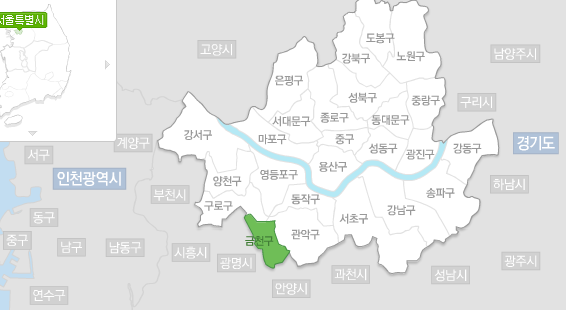 서울특별시
도봉구
고양시
노원구
남양주시
강북구
은평구
성북구
중랑구
구리시
서대문구
종로구
동대문구
강서구
마포구
중구
계양구
성동구
광진구
강동구
경기도
서구
용산구
인천광역시
양천구
영등포구
하남시
부천시
송파구
구로구
동작구
강남구
동구
서초구
관악구
금천구
중구
남구
남동구
시흥시
광명시
과천시
성남시
광주시
안양시
연수구